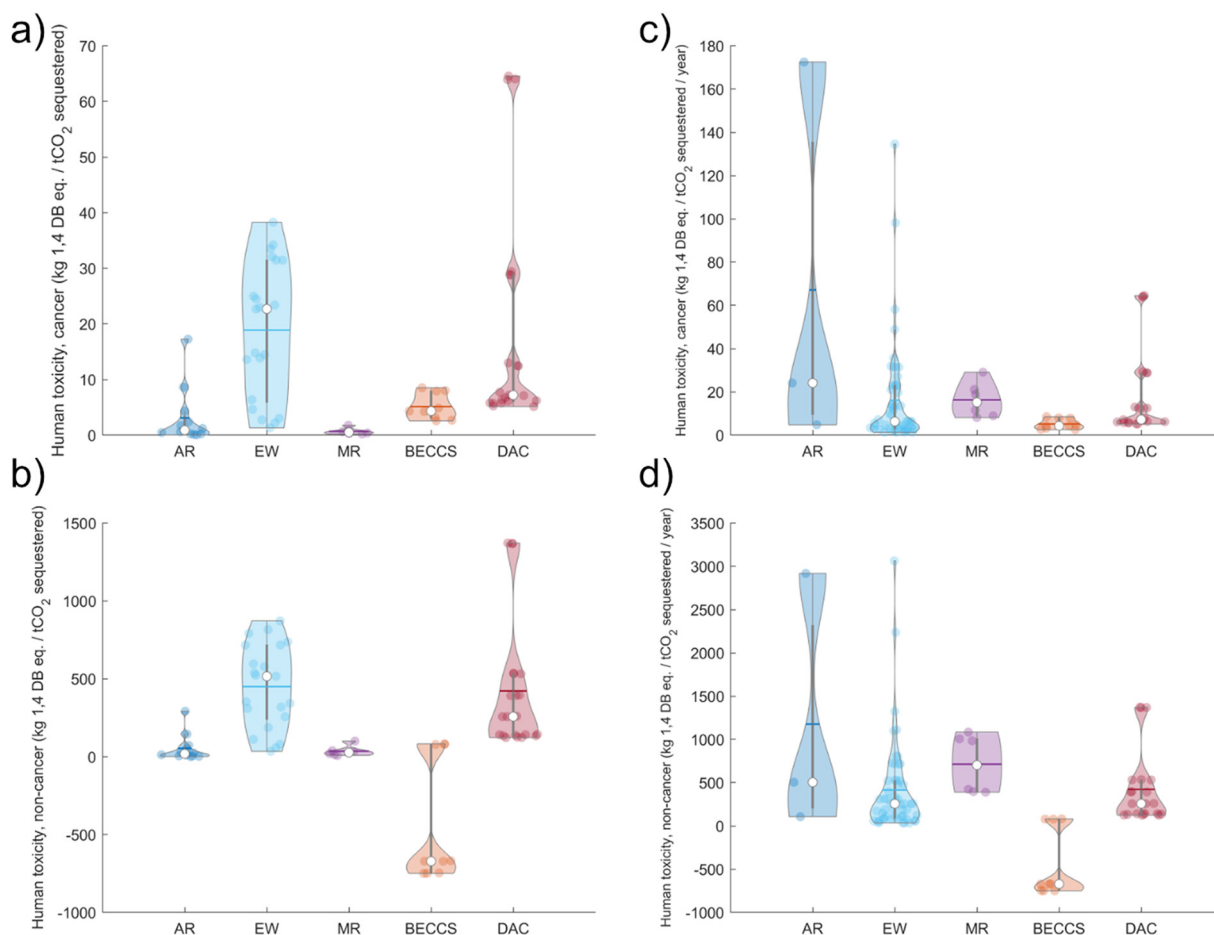 a)
Human toxicity, cancer (kg 1,4 DB eq. / tCO2 sequestered)
70
60
50
40
30
20
10
0
AR EW MR BECCS DAC
c)
Human toxicity, cancer (kg 1,4 DB eq. / tCO2 sequestered / year)
180
160
140
120
100
80
60
40
20
0
AR EW MR BECCS DAC
b)
Human toxicity, non-cancer (kg 1,4 DB eq. / tCO2 sequestered)
1500
1000
500
0
-500
-1000
AR EW MR BECCS DAC
d)
Human toxicity, non-cancer (kg 1,4 DB eq. / tCO2 sequestered / year)
3500
3000
2500
2000
1500
1000
500
0
-500
-1000
AR EW MR BECCS DAC